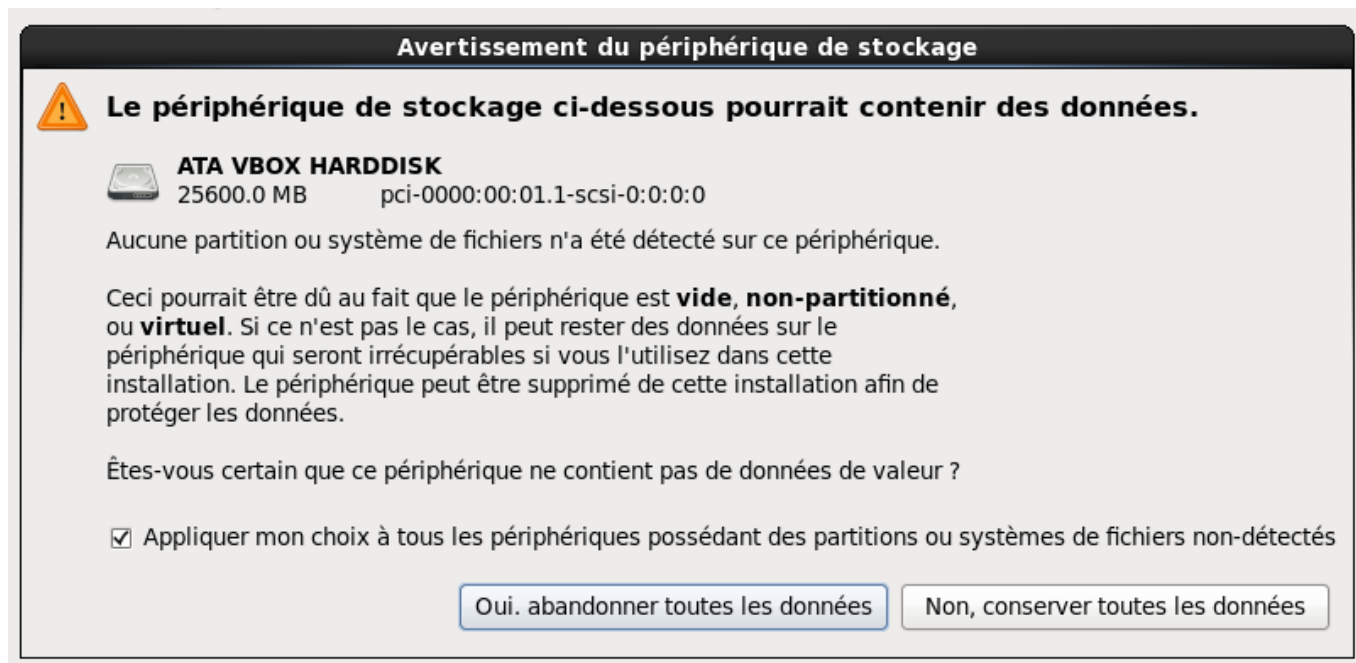 Avertissement du périphérique de stockage
Le périphérique de stockage ci-dessous pourrait contenir des données.
ATA VBOX HARDDISK
25600.0 MB pci-0000:00:01.1-scsi-0:0:0:0
Aucune partition ou système de fichiers n'a été détecté sur ce périphérique.
Ceci pourrait être dû au fait que le périphérique est vide, non-partitionné,
ou virtuel. Si ce n'est pas le cas, il peut rester des données sur le
périphérique qui seront irrécupérables si vous l'utilisez dans cette
installation. Le périphérique peut être supprimé de cette installation afin de
protéger les données.
Êtes-vous certain que ce périphérique ne contient pas de données de valeur ?
Appliquer mon choix à tous les périphériques possédant des partitions ou systèmes de fichiers non-détectés
Oui. abandonner toutes les données Non, conserver toutes les données